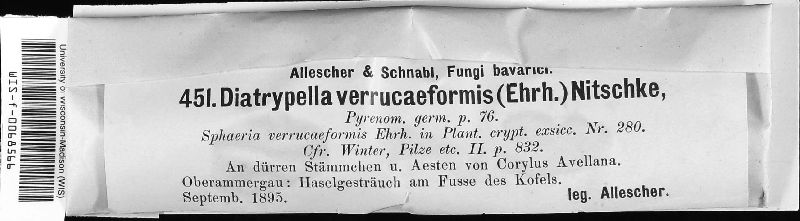 Allescher & Schnabl, Fungi bavarici.
451. Diatrypella verrucaeformis (Ehrh.) Nitschke,
Pyrenom. germ. p. 76.
Sphaeria verrucaeformis Ehrh. in Plant. crypt. exsicc. Nr. 280.
Cfr. Winter, Pilze etc. II. p. 832.
An dürren Stämmchen u. Aesten von Corylus Avellana.
Oberammergau: Haselgesträuch am Fusse des Kofels.
Septemb. 1895.
leg. Allescher.
University of Wisconsin-Madison (WIS)
WIS-f-0068566